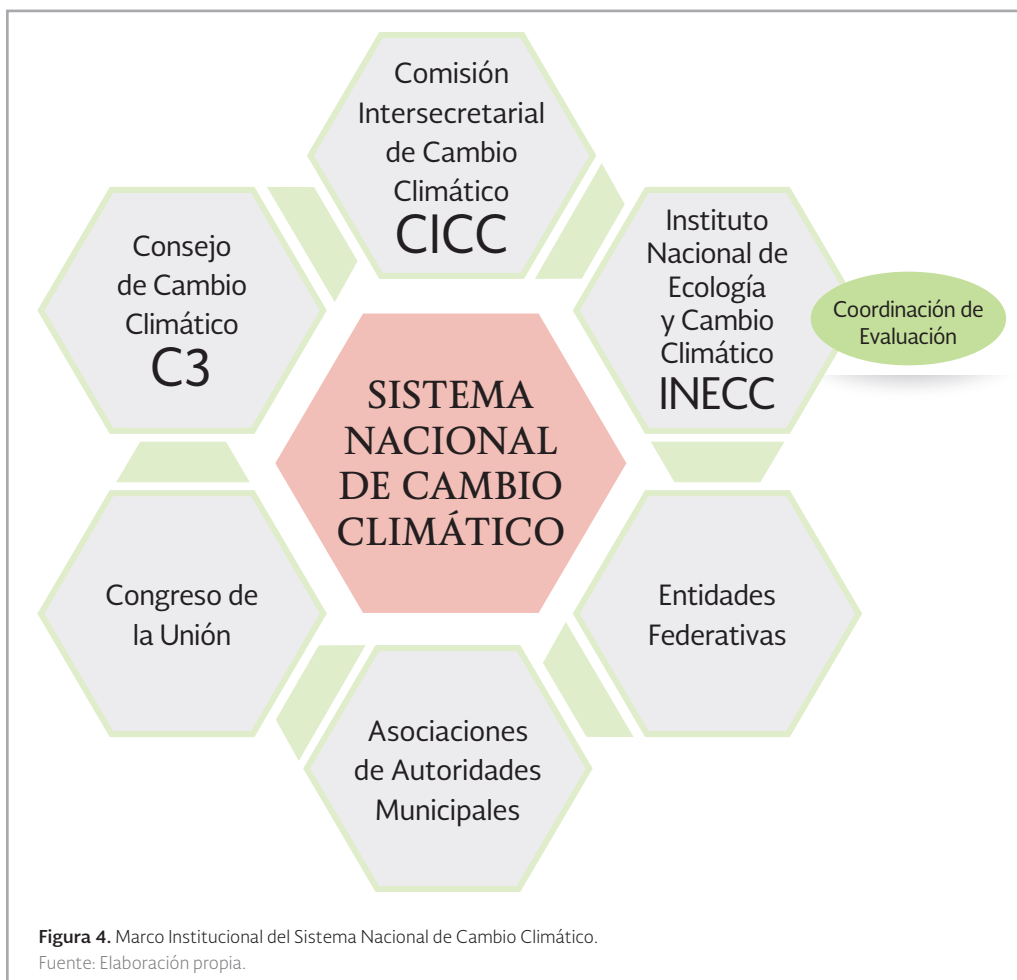 Comisión
Intersecretarial
de Cambio
Climático
CICC
Instituto
Nacional de
Ecología
y Cambio
Climático
INECC
Coordinación de
Evaluación
Consejo
de Cambio
Climático
C3
SISTEMA
NACIONAL
DE CAMBIO
CLIMÁTICO
Congreso de
la Unión
Entidades
Federativas
Asociaciones
de Autoridades
Municipales
Figura 4. Marco Institucional del Sistema Nacional de Cambio Climático.
Fuente: Elaboración propia.